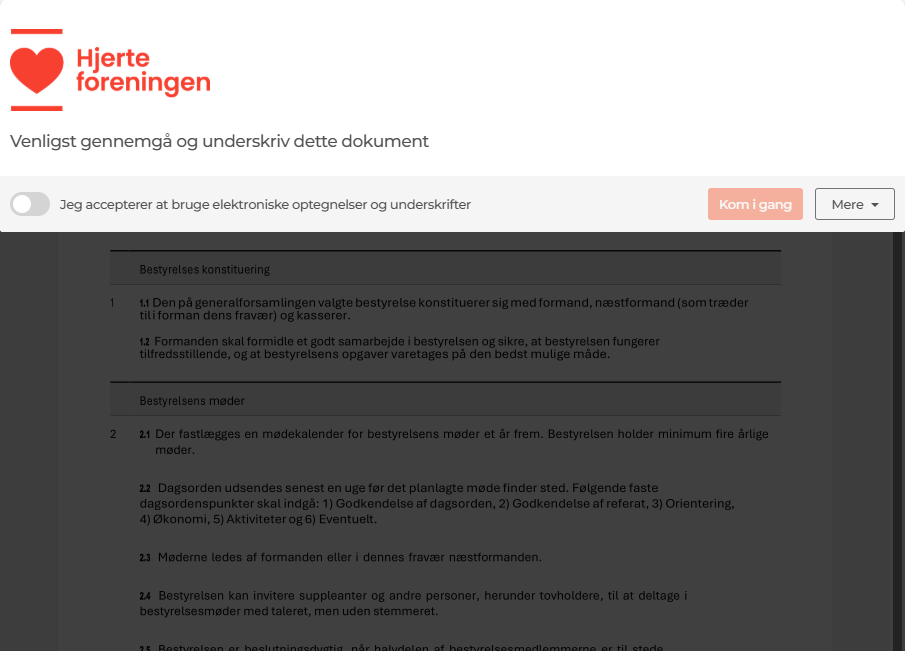 Hjerte
foreningen
Venligst gennemgå og underskriv dette dokument
Jeg accepterer at bruge elektroniske optegnelser og underskrifter
Kom i gang
Mere
Bestyrelses konstituering
1 1.1 Den på generalforsamlingen valgte bestyrelse konstituerer sig med formand, næstformand (som træder
til i forman dens fravær) og kasserer.
1.2 Formanden skal formidle et godt samarbejde i bestyrelsen og sikre, at bestyrelsen fungerer
tilfredsstillende, og at bestyrelsens opgaver varetages på den bedst mulige måde.
Bestyrelsens møder
2 2.1 Der fastlægges en mødekalender for bestyrelsens møder et år frem. Bestyrelsen holder minimum fire årlige
møder.
2.2 Dagsorden udsendes senest en uge før det planlagte møde finder sted. Følgende faste
dagsordenspunkter skal indgå: 1) Godkendelse af dagsorden, 2) Godkendelse af referat, 3) Orientering,
4) Økonomi, 5) Aktiviteter og 6) Eventuelt.
2.3 Møderne ledes af formanden eller i dennes fravær næstformanden.
2.4 Bestyrelsen kan invitere suppleanter og andre personer, herunder tovholdere, til at deltage i
bestyrelsesmøder med taleret, men uden stemmeret.
2.5 Bestyrelsen er beslutningsdygtig, når halvdelen af bestyrelsesmedlemmerne er til stede